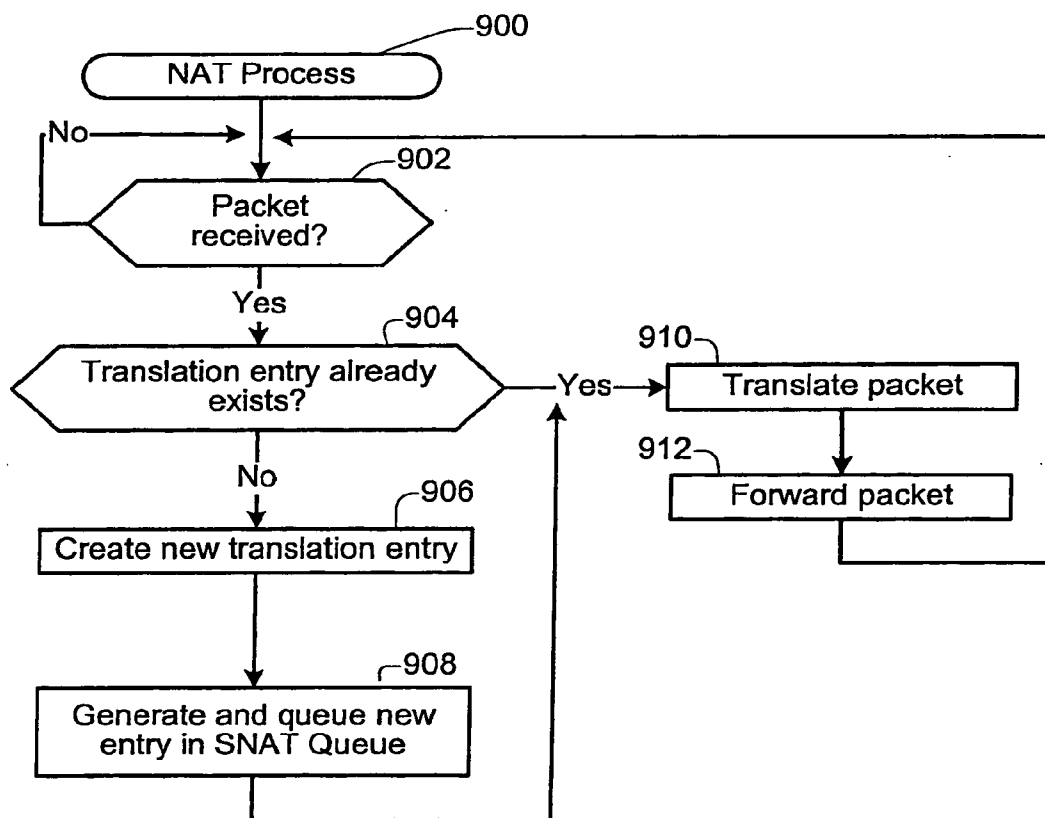 900
NAT Process
No
902
Packet
received?
Yes
904
Translation entry already
exists?
Yes
910
Translate packet
912
Forward packet
No
906
Create new translation entry
908
Generate and queue new
entry in SNAT Queue